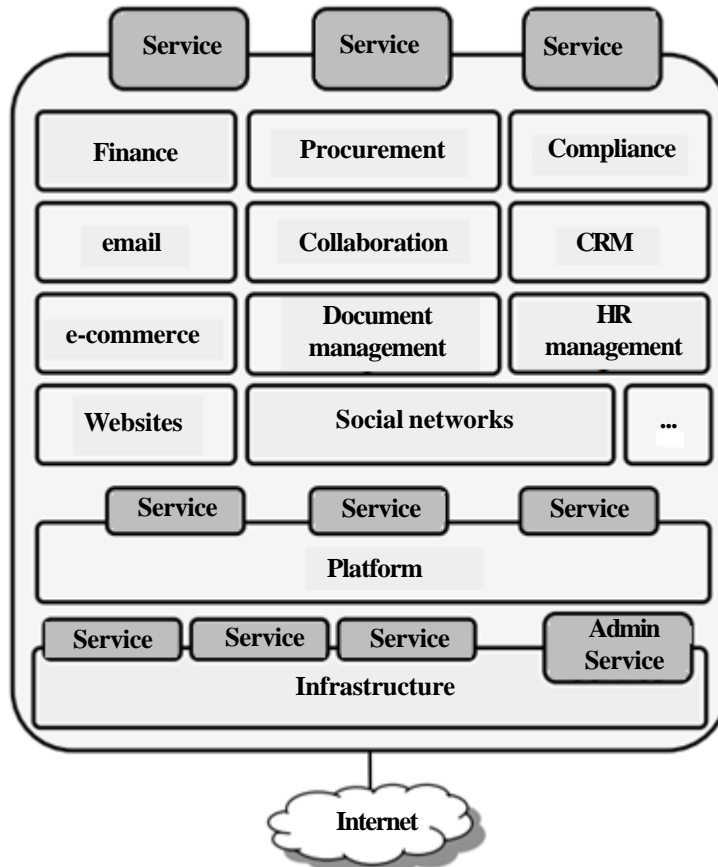 Service Service Service
Finance Procurement Compliance
email Collaboration CRM
e-commerce Document management HR management
Websites Social networks ...
Service Service Service
Platform
Service Service Service Admin Service
Infrastructure
Internet